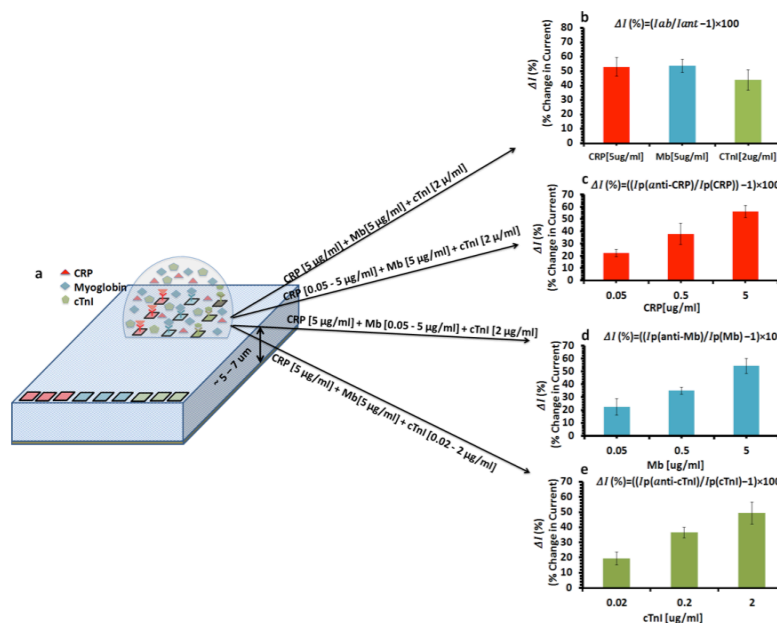 a
CRP
Myoglobin
cTnI
CRP [5 µg/ml] + Mb[5 µg/ml] + cTnI [2 µ/ml]
CRP [0.05 - 5 µg/ml] + Mb [5 µg/ml] + cTnI [2 µ/ml]
CRP [5 µg/ml] + Mb [0.05 - 5 µg/ml] + cTnI [2 µg/ml]
CRP [5 µg/ml] + Mb[5 µg/ml] + cTnI [0.02 - 2 µg/ml]
~ 5 – 7 um
b
ΔI (%)=(Iab/Iant −1)×100
ΔI (%)
(% Change in Current)
80
70
60
50
40
30
20
10
0
CRP[5ug/ml] Mb[5ug/ml] CTnI[2ug/ml]
c
ΔI (%)=((Ip(anti-CRP)/Ip(CRP)) −1)×100
ΔI (%)
(% Change in Current)
70
60
50
40
30
20
10
0
0.05 0.5 5
CRP[ug/ml]
d
ΔI (%)=((Ip(anti-Mb)/Ip(Mb)−1)×10
ΔI (%)
(% Change in Current)
70
60
50
40
30
20
10
0
0.05 0.5 5
Mb [ug/ml]
e
ΔI (%)=((Ip(anti-cTnI)/Ip(cTnI)−1)×100
ΔI (%)
(% Change in Current)
70
60
50
40
30
20
10
0
0.02 0.2 2
cTnI [ug/ml]